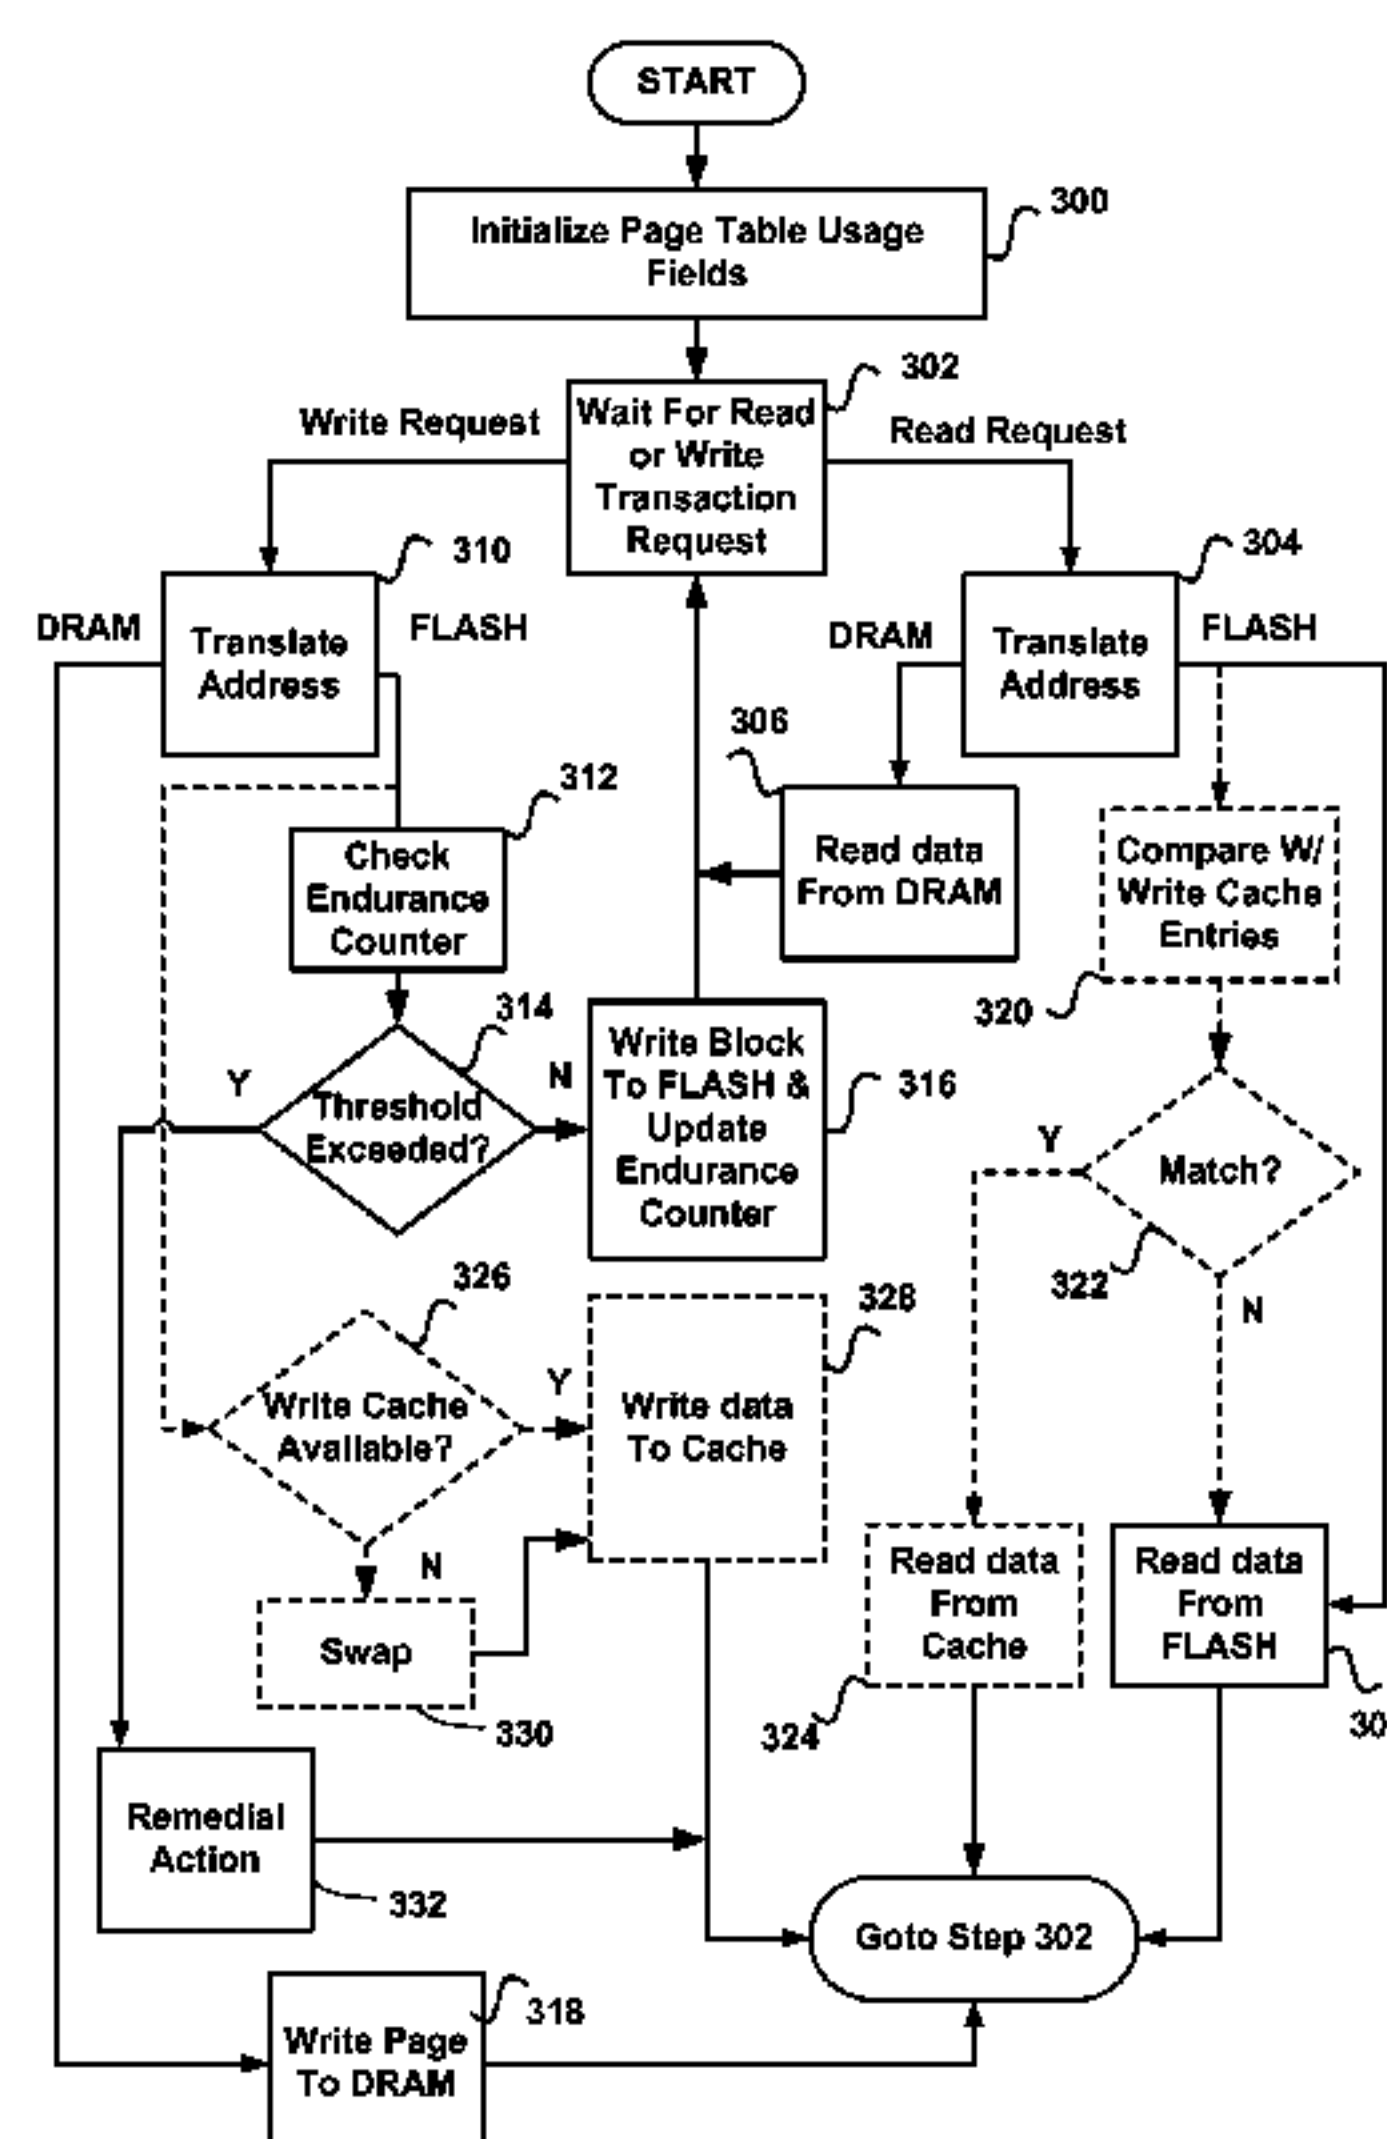 START
300
Initialize Page Table Usage
Fields
302
Wait For Read
or Write
Transaction
Request
Write Request
Read Request
310
304
DRAM
Translate
Address
FLASH
DRAM
Translate
Address
FLASH
306
312
Check
Endurance
Counter
Read data
From DRAM
Compare W/
Write Cache
Entries
320
314
Y
Threshold
Exceeded?
N
Write Block
To FLASH &
Update
Endurance
Counter
316
Y
Match?
322
N
326
328
Write Cache
Available?
Y
Write data
To Cache
N
Swap
330
Read data
From
Cache
324
Read data
From
FLASH
30
Remedial
Action
332
Goto Step 302
318
Write Page
To DRAM